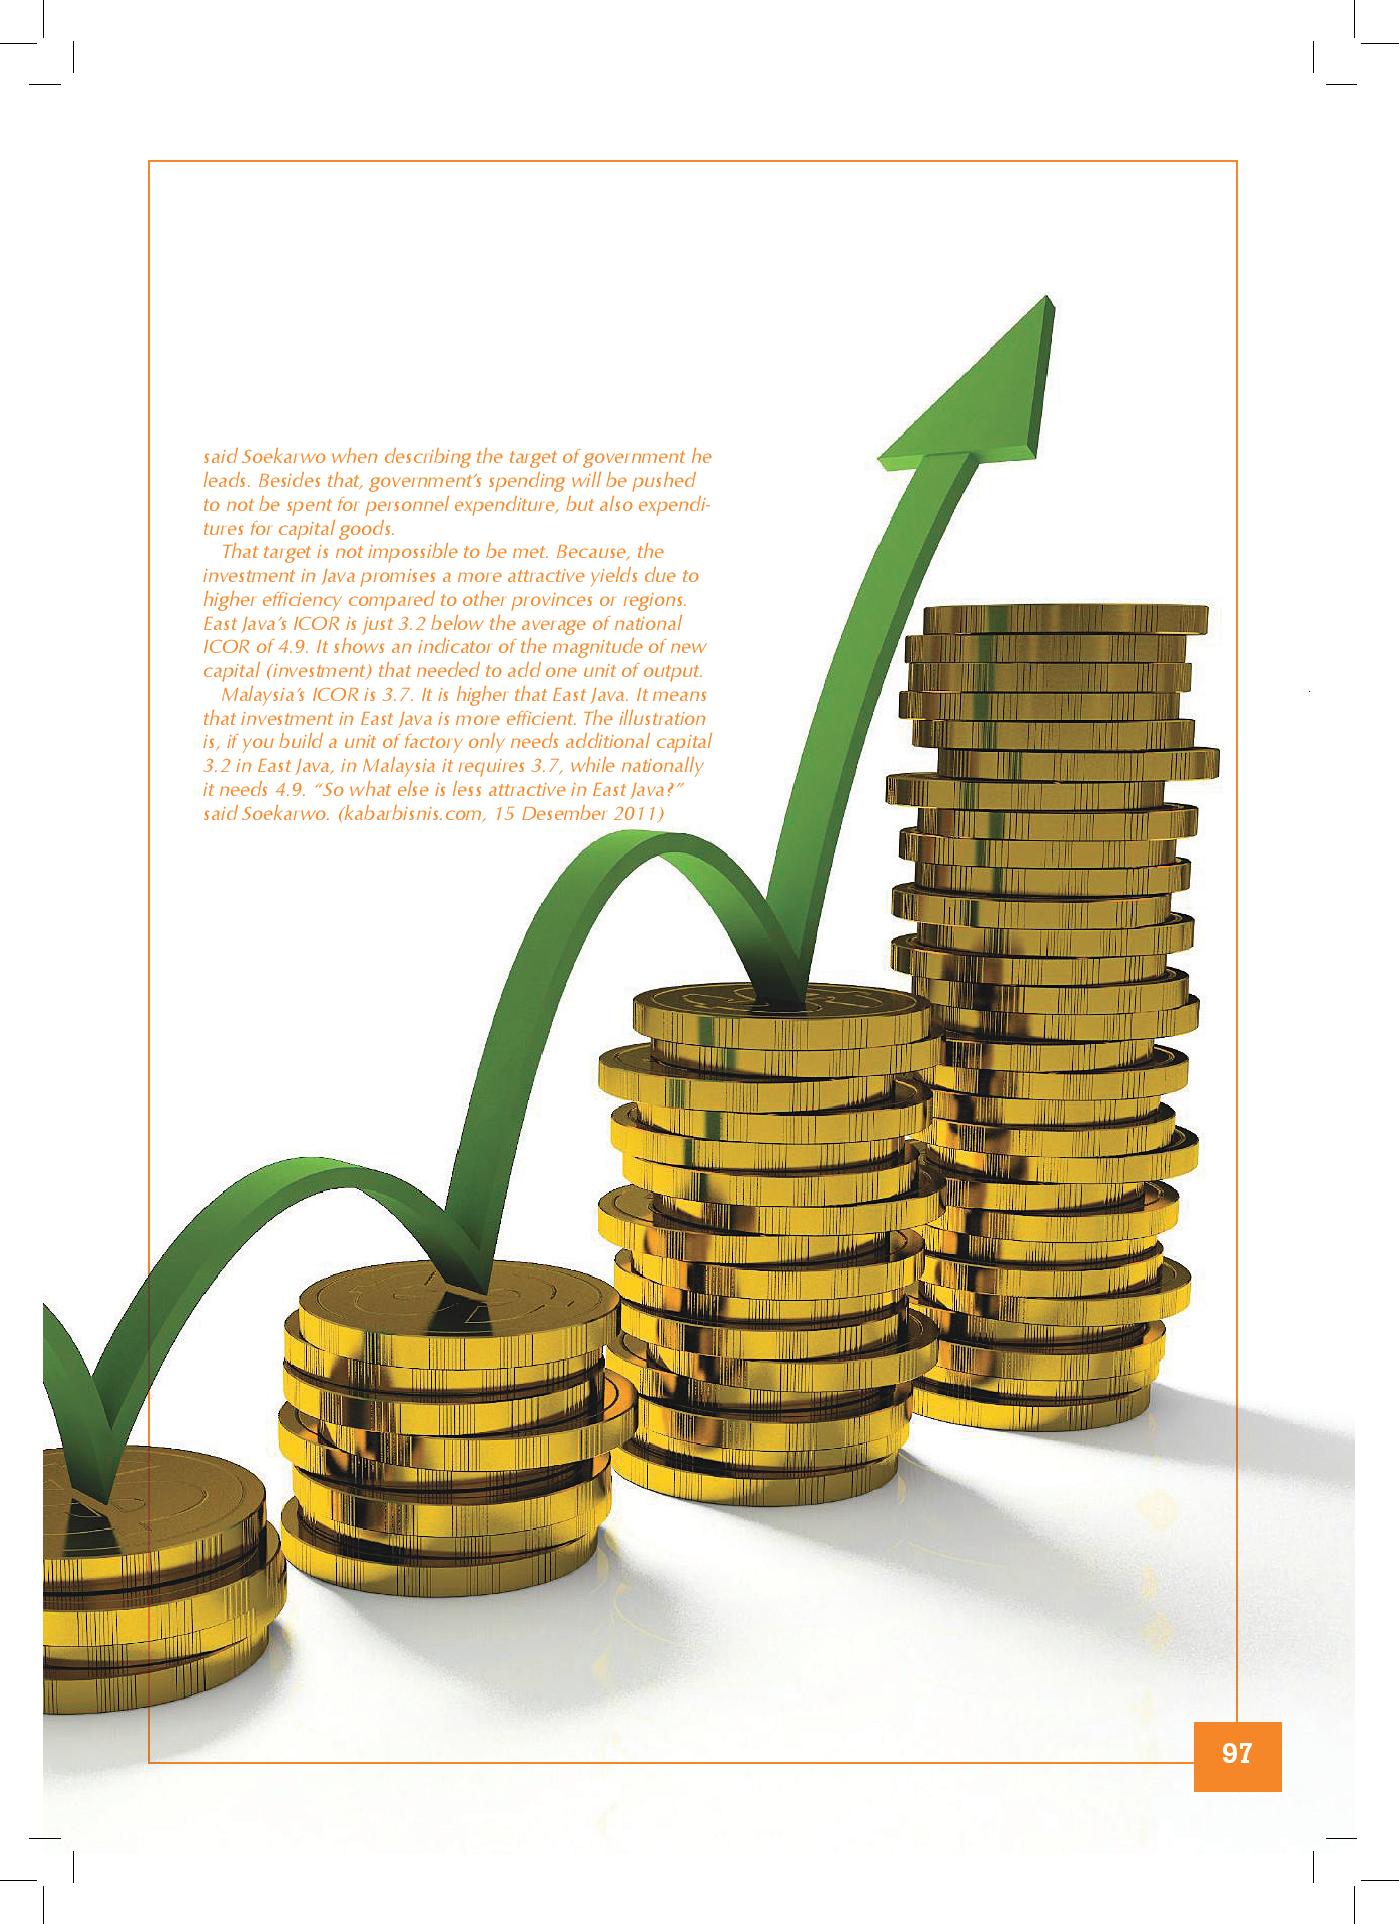 said Soekarwo when describing the target of government he
leads. Besides that, government's spending will be pushed
to not be spent for personnel expenditure, but also expendi-
tures for capital goods.
That target is not impossible to be met. Because, the
investment in Java promises a more attractive yields due to
higher efficiency compared to other provinces or regions.
East Java's ICOR is just 3.2 below the average of national
ICOR of 4.9. It shows an indicator of the magnitude of new
capital (investment) that needed to add one unit of output.
Malaysia's ICOR is 3.7. It is higher that East Java. It means
that investment in East Java is more efficient. The illustration
is, if you build a unit of factory only needs additional capital
3.2 in East Java, in Malaysia it requires 3.7, while nationally
it needs 4.9. “So what else is less attractive in East Java?”
said Soekarwo. (kabarbisnis.com, 15 Desember 2011)
97